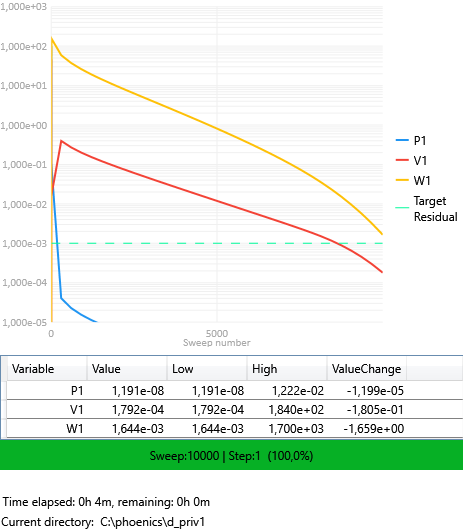 1,000e+03
1,000e+02
1,000e+01
1,000e+00
1,000e-01
1,000e-02
1,000e-03
1,000e-04
1,000e-05
0 5000
Sweep number
P1
V1
W1
Target
Residual
Variable Value Low High ValueChange
P1 1,191e-08 1,191e-08 1,222e-02 -1,199e-05
V1 1,792e-04 1,792e-04 1,840e+02 -1,805e-01
W1 1,644e-03 1,644e-03 1,700e+03 -1,659e+00
Sweep:10000 | Step:1 (100,0%)
Time elapsed: 0h 4m, remaining: 0h 0m
Current directory: C:\phoenics\d_priv1